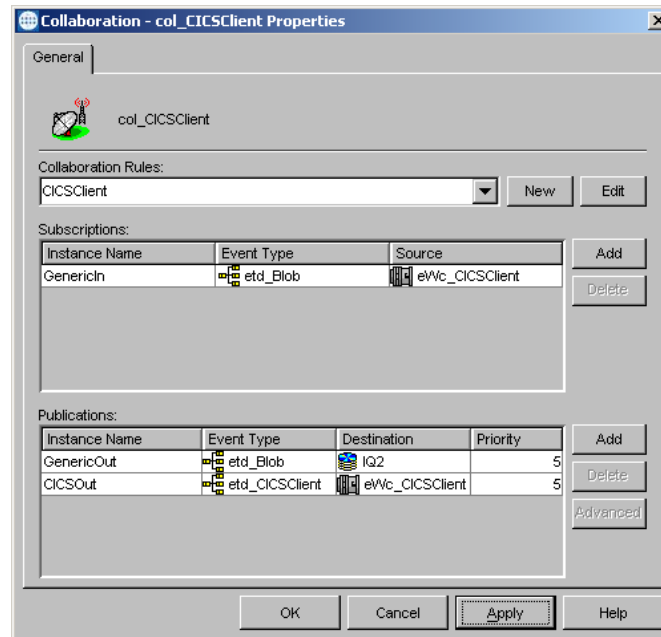 Collaboration - col_CICSClient Properties
General
col_CICSClient
Collaboration Rules:
CICSClient New Edit
Subscriptions:
Instance Name Event Type Source Add
GenericIn etd_Blob eWc_CICSClient
Delete
Publications:
Instance Name Event Type Destination Priority Add
GenericOut etd_Blob IQ2 5
CICSOut etd_CICSClient eWc_CICSClient 5
Delete
Advanced
OK Cancel Apply Help